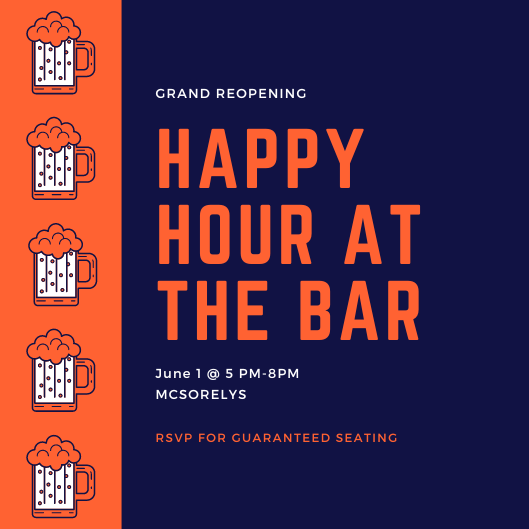 GRAND REOPENING
HAPPY
HOUR AT
THE BAR
June 1 @ 5 PM-8PM
MCSORELYS
RSVP FOR GUARANTEED SEATING